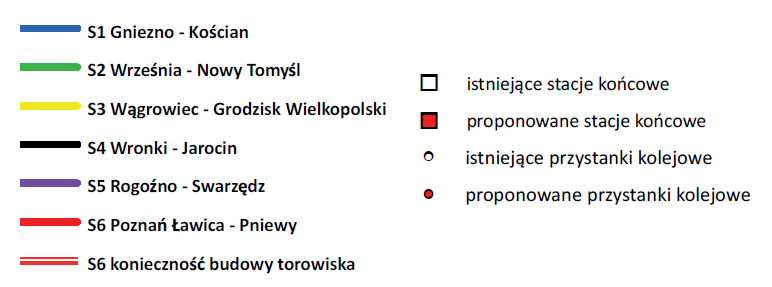 S1 Gniezno - Kościan
S2 Września - Nowy Tomyśl
S3 Wągrowiec - Grodzisk Wielkopolski
S4 Wronki - Jarocin
S5 Rogoźno - Swarzędz
S6 Poznań Ławica - Pniewy
S6 konieczność budowy torowiska
istniejące stacje końcowe
proponowane stacje końcowe
istniejące przystanki kolejowe
proponowane przystanki kolejowe